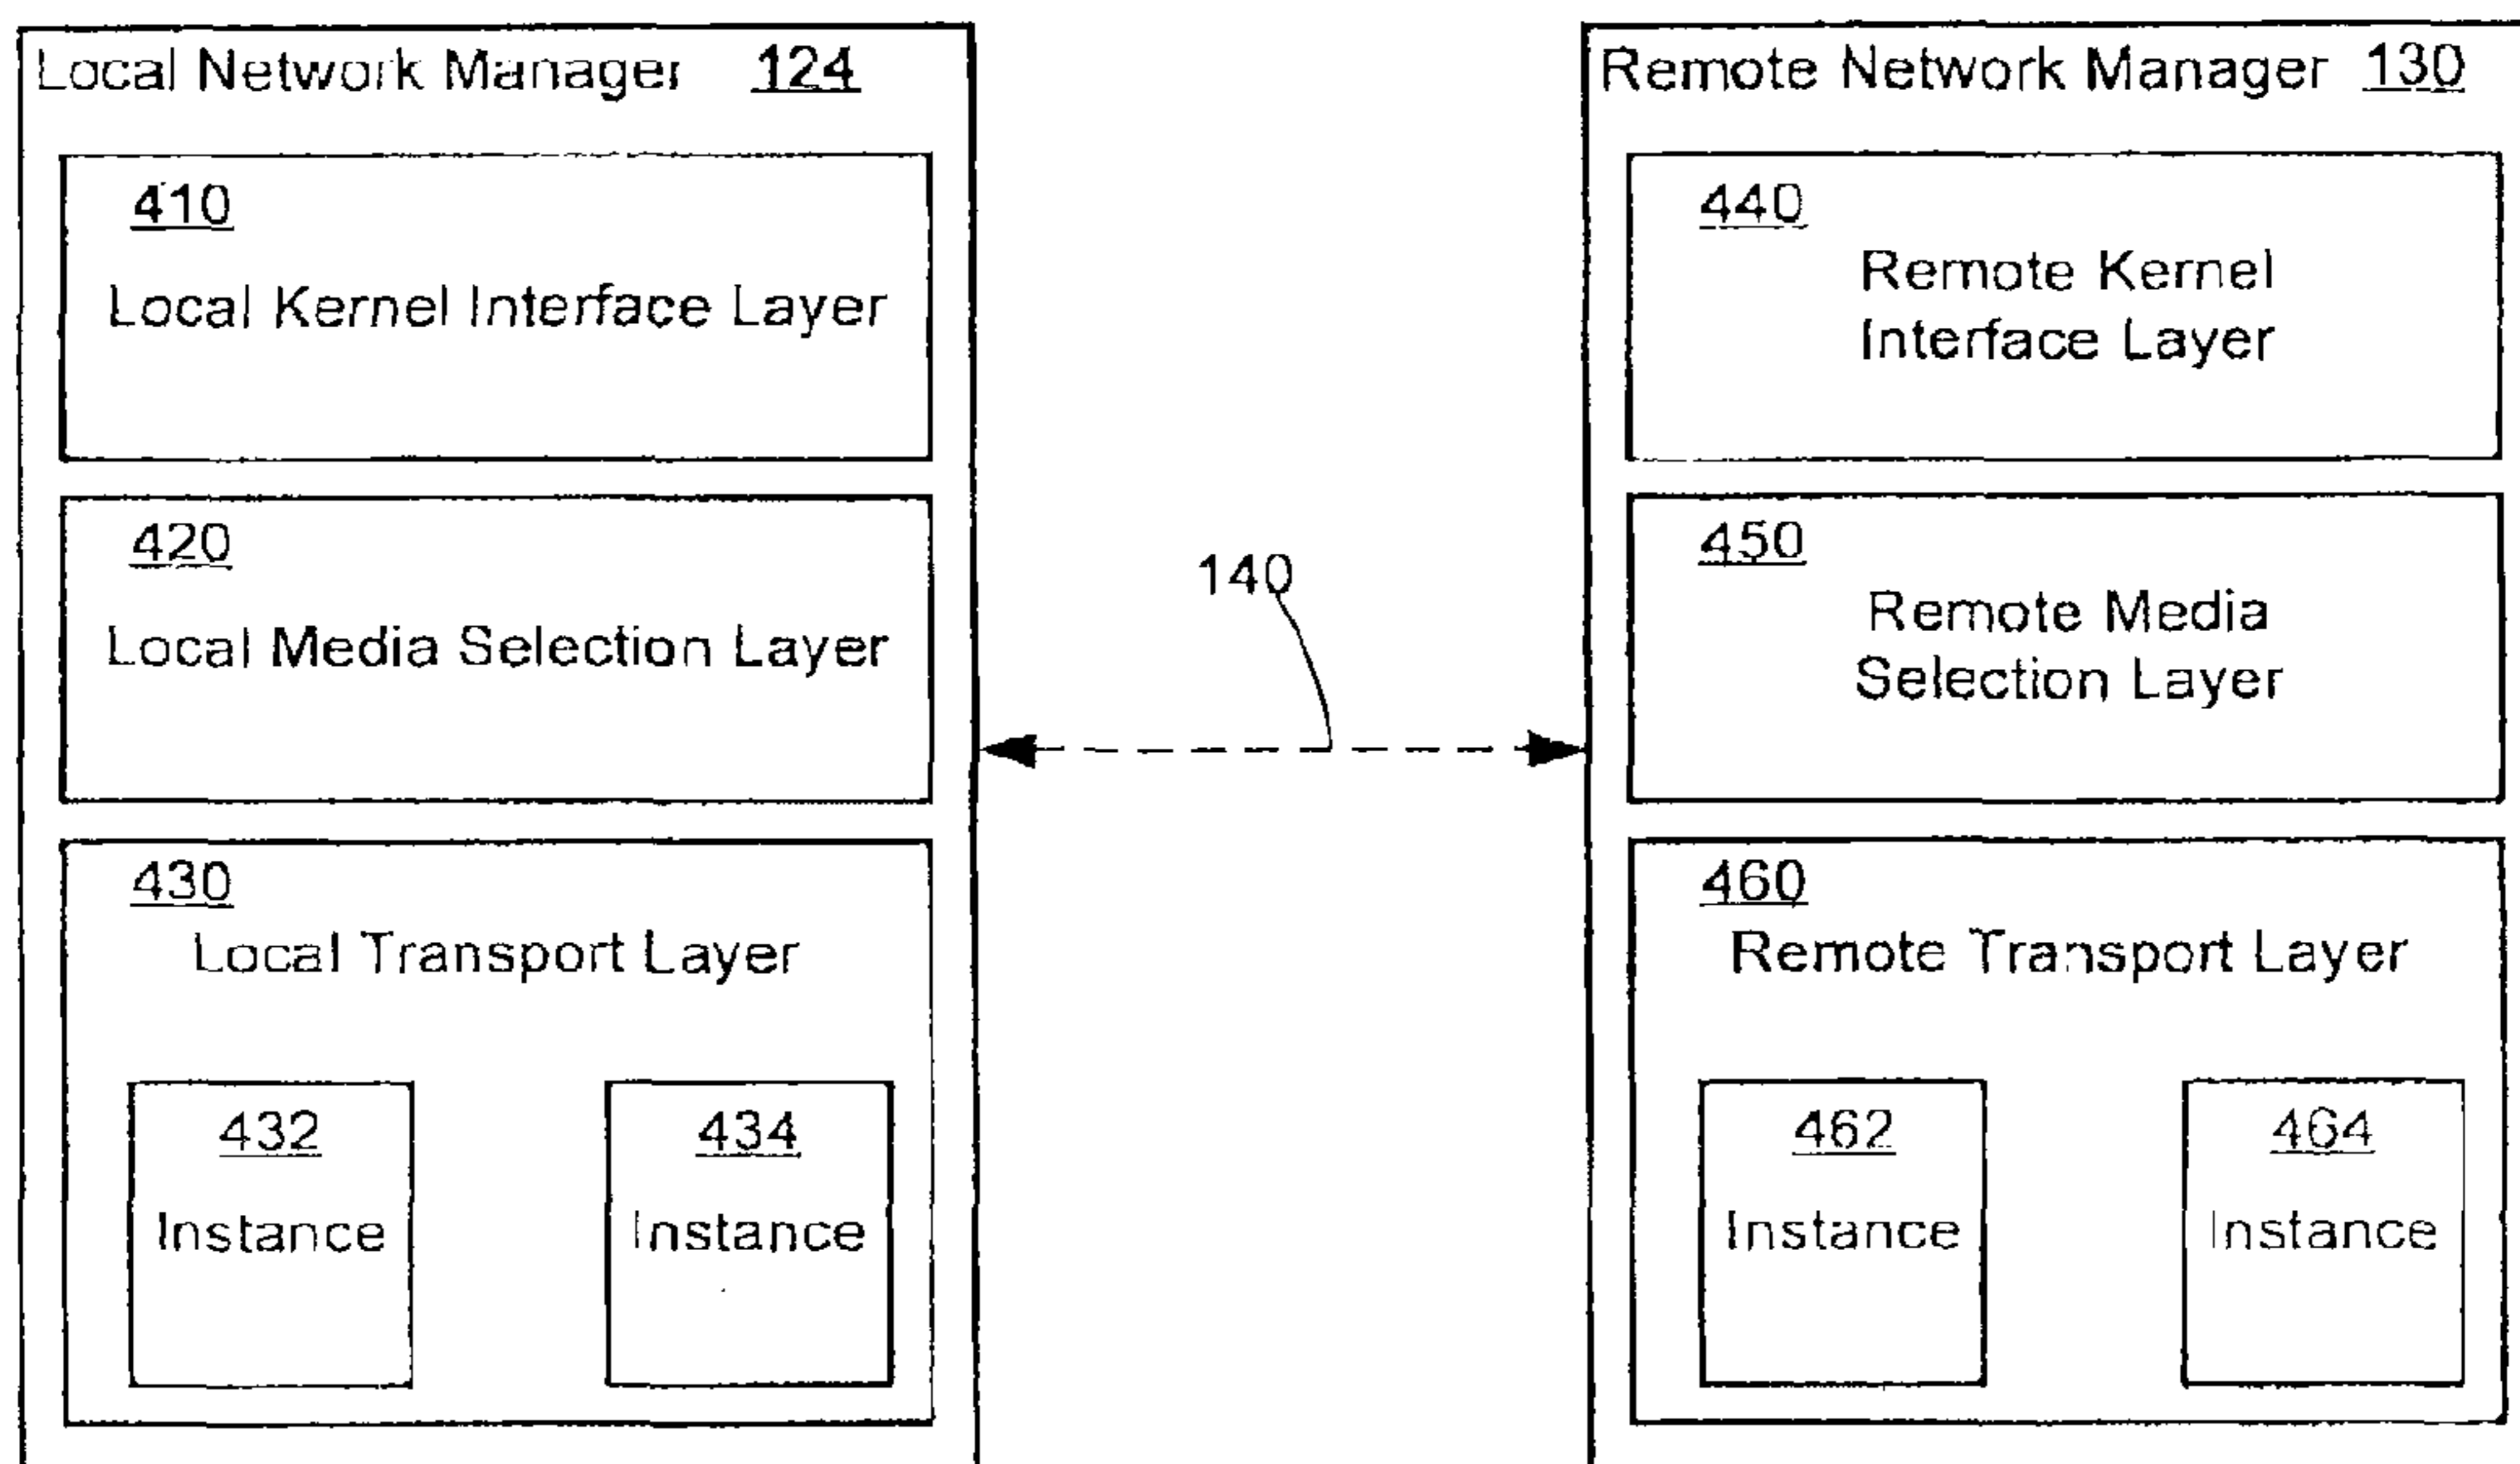 Local Network Manager 124
410
Local Kernel Interface Layer
420
Local Media Selection Layer
430
Local Transport Layer
432
Instance
434
Instance
140
Remote Network Manager 130
440
Remote Kernel
Interface Layer
450
Remote Media
Selection Layer
460
Remote Transport Layer
462
Instance
464
Instance